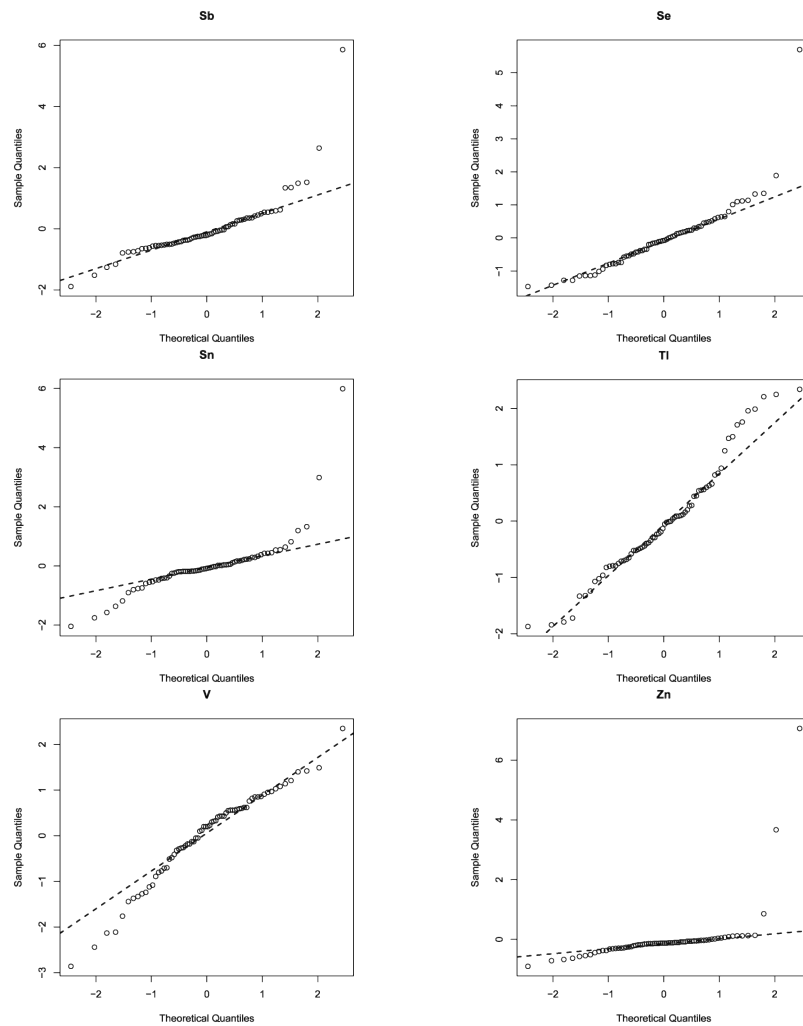 Sb
Sample Quantiles
6
4
2
0
−2
−2 −1 0 1 2
Theoretical Quantiles
Se
Sample Quantiles
5
4
3
2
1
0
−1
−2 −1 0 1 2
Theoretical Quantiles
Sn
Sample Quantiles
6
4
2
0
−2
−2 −1 0 1 2
Theoretical Quantiles
Tl
Sample Quantiles
2
1
0
−1
−2
−2 −1 0 1 2
Theoretical Quantiles
V
Sample Quantiles
2
1
0
−1
−2
−3
−2 −1 0 1 2
Theoretical Quantiles
Zn
Sample Quantiles
6
4
2
0
−2 −1 0 1 2
Theoretical Quantiles